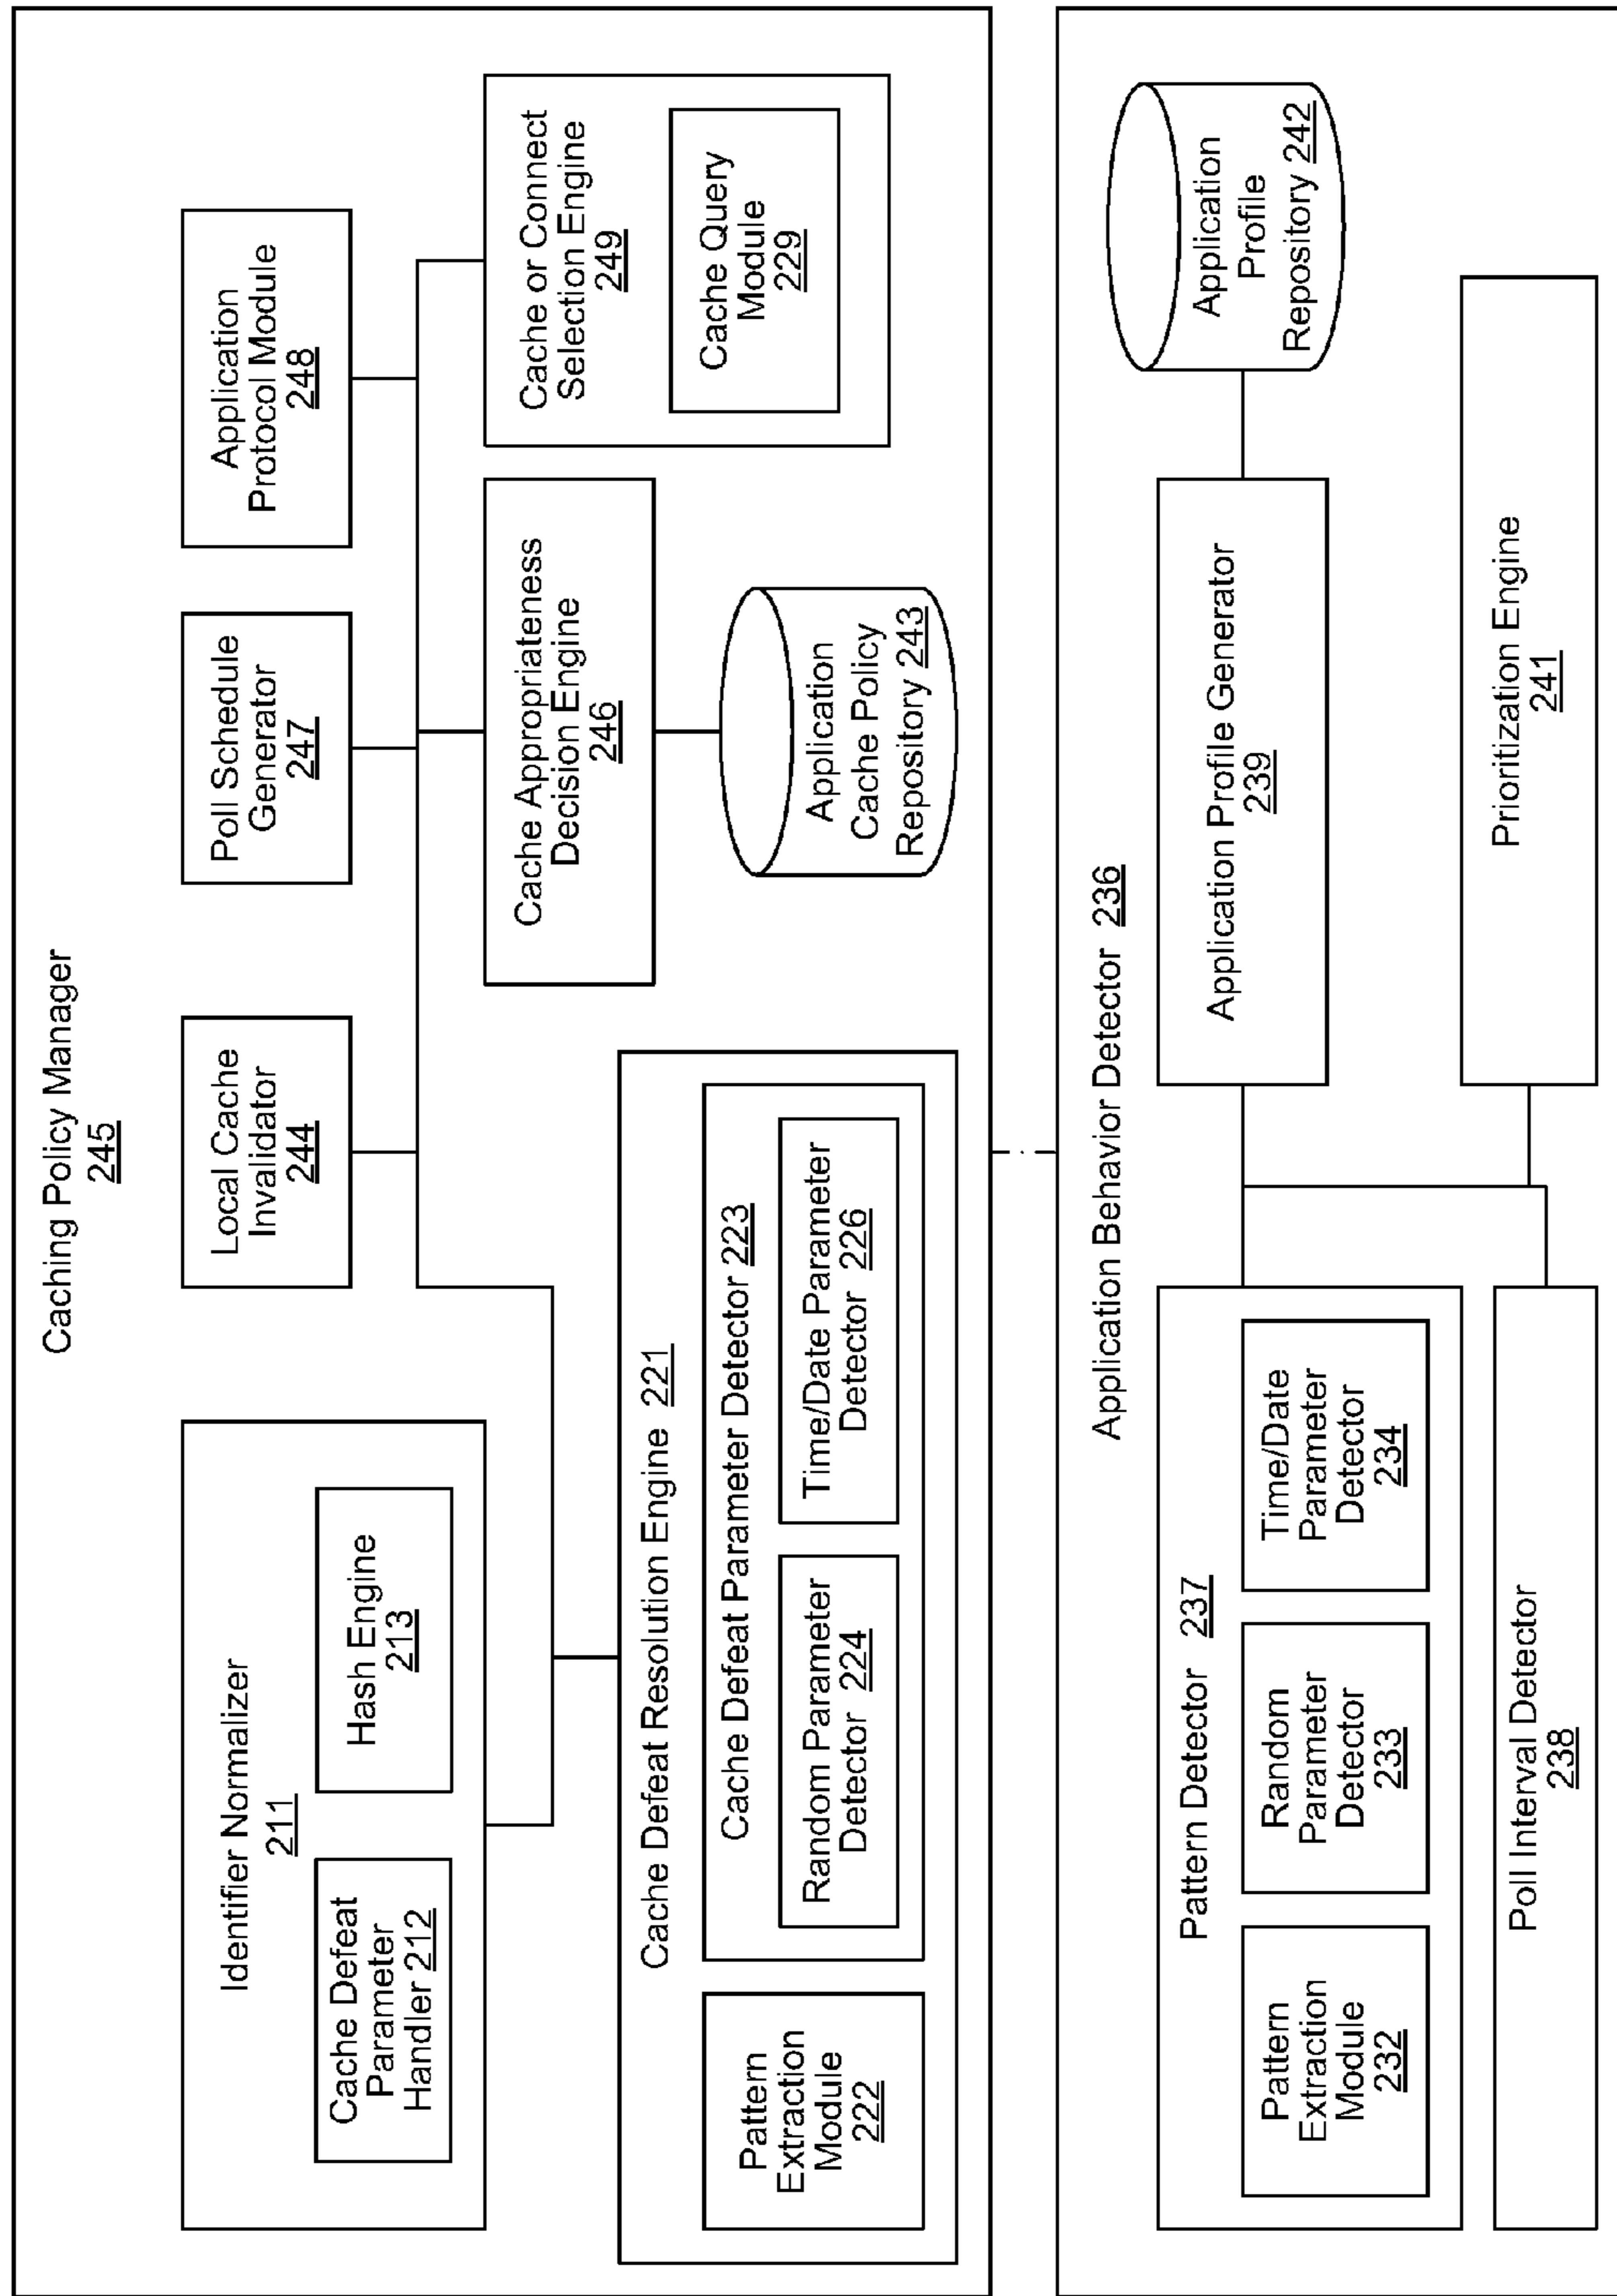 Caching Policy Manager
245
Identifier Normalizer
211
Cache Defeat
Parameter
Handler 212
Hash Engine
213
Local Cache
Invalidator
244
Poll Schedule
Generator
247
Application
Protocol Module
248
Cache Defeat Resolution Engine 221
Pattern
Extraction
Module
222
Cache Defeat Parameter Detector 223
Random Parameter
Detector 224
Time/Date Parameter
Detector 226
Cache Appropriateness
Decision Engine
246
Application
Cache Policy
Repository 243
Cache or Connect
Selection Engine
249
Cache Query
Module
229
Application Behavior Detector 236
Pattern Detector 237
Pattern
Extraction
Module
232
Random
Parameter
Detector
233
Time/Date
Parameter
Detector
234
Poll Interval Detector
238
Application Profile Generator
239
Application
Profile
Repository 242
Prioritization Engine
241